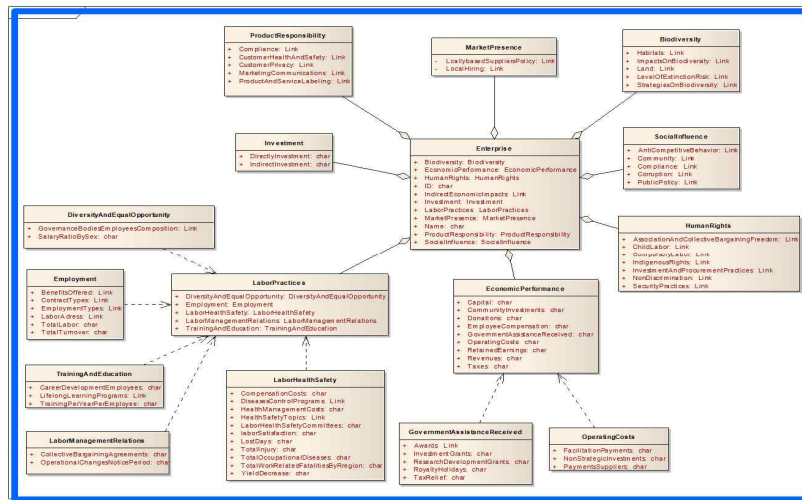 ProductResponsibility
+ Compliance: Link
+ CustomerHealthAndSafety: Link
+ CustomerPrivacy: Link
+ MarketingCommunications: Link
+ ProductAndServiceLabeling: Link
MarketPresence
- LcallybasedSuppliersPolicy: Link
- LocalHiring: Link
Biodiversity
+ Habitats: Link
+ ImpactsOnBiodiversity: Link
+ Land: Link
+ LevelOfExtinctionRisk: Link
+ StrategiesOnBiodiversity: Link
Investment
+ DirectlyInvestment: char
+ IndirectInvestment: char
Enterprise
+ Biodiversity: Biodiversity
+ EconomicPerformance: EconomicPerformance
+ HumanRights: HumanRights
+ ID: char
+ IndirectEconomicImpacts: Link
+ Investment: Investment
+ LaborPractices: LaborPractices
+ MarketPresence: MarketPresence
+ Name: char
+ ProductResponsibility: ProductResponsibility
+ SocialInfluence: SocialInfluence
SocialInfluence
+ AntiCompetitiveBehavior: Link
+ Community: Link
+ Compliance: Link
+ Corruption: Link
+ PublicPolicy: Link
DiversityAndEqualOpportunity
+ GovernanceBodiesEmployeesComposition: Link
+ SalaryRatioBySex: char
HumanRights
+ AssociationAndCollectiveBargainingFreedom: Link
+ ChildLabor: Link
+ CompulsoryLabor: Link
+ IndigenousRights: Link
+ InvestmentAndProcurementPractices: Link
+ NonDiscrimination: Link
+ SecurityPractices: Link
Employment
+ BenefitsOffered: Link
+ ContractTypes: Link
+ EmploymentTypes: Link
+ LaborAdress: Link
+ TotalLabor: char
+ TotalTurnover: char
LaborPractices
+ DiversityAndEqualOpportunity: DiversityAndEqualOpportunity
+ Employment: Employment
+ LaborHealthSafety: LaborHealthSafety
+ LaborManagementRelations: LaborManagementRelations
+ TrainingAndEducation: TrainingAndEducation
EconomicPerformance
+ Capital: char
+ CommunityInvestments: char
+ Donations: char
+ EmployeeCompensation: char
+ GovernmentAssistanceReceived: char
+ OperatingCosts: char
+ RetainedEarnings: char
+ Revenues: char
+ Taxes: char
TrainingAndEducation
+ CareerDevelopmentEmployees: char
+ LifelongLearningPrograms: Link
+ TrainingPerYearPerEmployee: char
LaborHealthSafety
+ CompensationCosts: char
+ DiseasesControlPrograms: Link
+ HealthManagementCosts: char
+ HealthSafetyTopics: Link
+ LaborHealthSafetyCommittees: char
+ laborSatisfaction: char
+ LostDays: char
+ TotalInjury: char
+ TotalOccupationalDiseases: char
+ TotalWorkRelatedFatalitiesByRegion: char
+ YieldDecrease: char
LaborManagementRelations
+ CollectiveBargainingAgreements: char
+ OperationalChangesNoticePeriod: char
GovernmentAssistanceReceived
+ Awards: Link
+ InvestmentGrants: char
+ ResearchDevelopmentGrants: char
+ RoyaltyHolidays: char
+ TaxRelief: char
OperatingCosts
+ FacilitationPayments: char
+ NonStrategicInvestments: char
+ PaymentsSuppliers: char